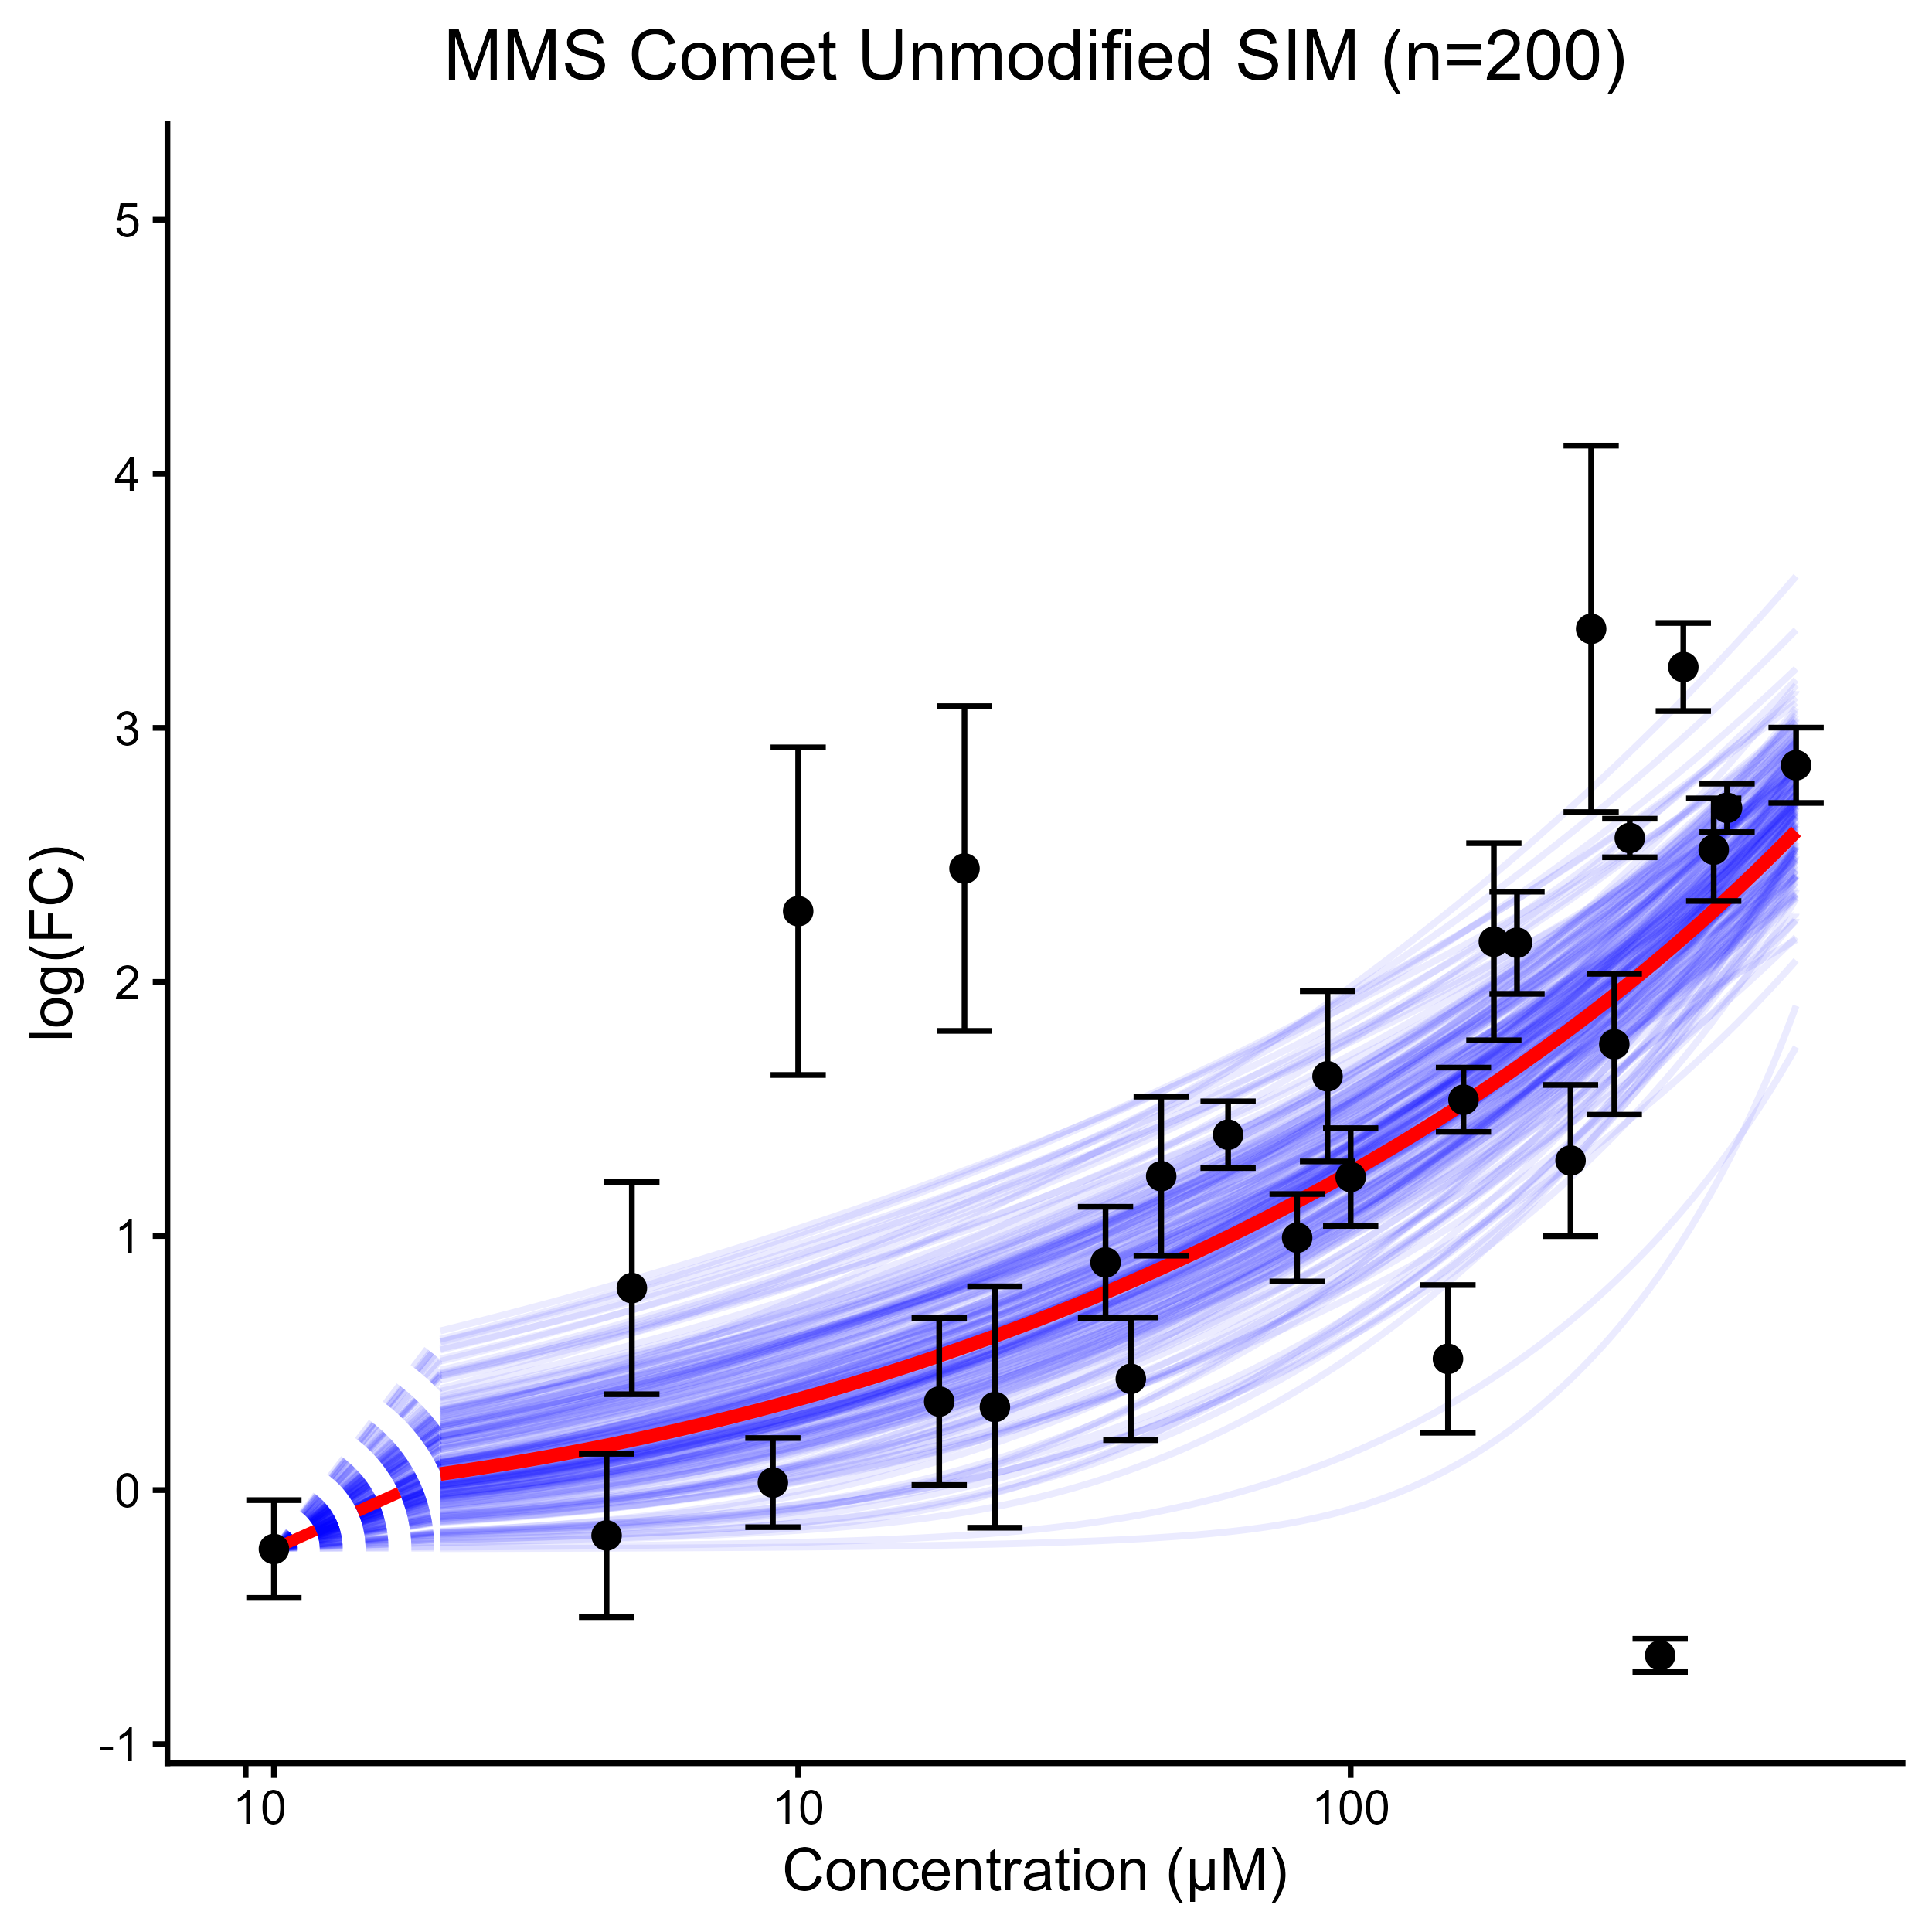 MMS Comet Unmodified SIM (n=200)
5
4
3
2
1
0
-1
log(FC)
10 10 100
Concentration (µM)